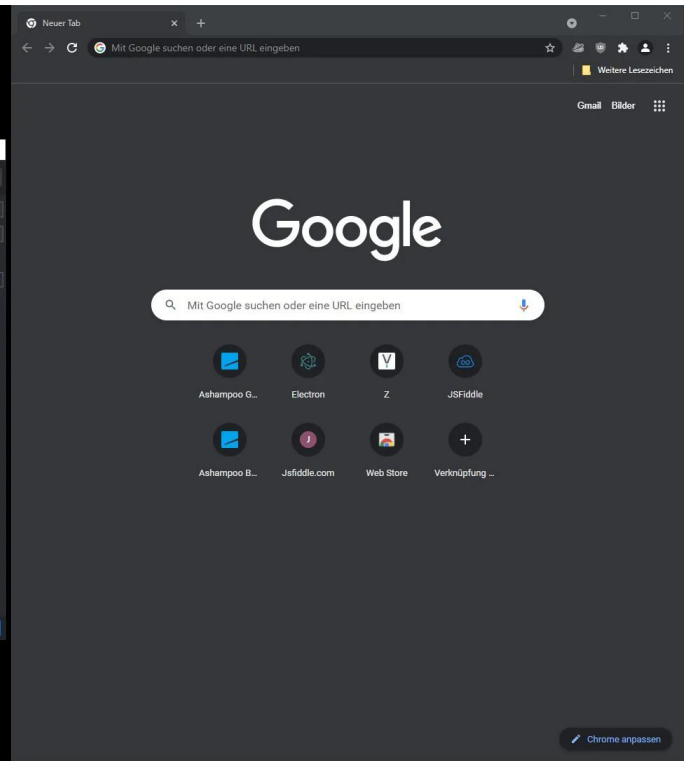 Neuer Tab
Mit Google suchen oder eine URL eingeben
Weitere Lesezeichen
Gmail Bilder
Google
Mit Google suchen oder eine URL eingeben
Ashampoo G... Electron Z JSFiddle
J
Ashampoo B... Jsfiddle.com Web Store Verknüpfung ...
Chrome anpassen